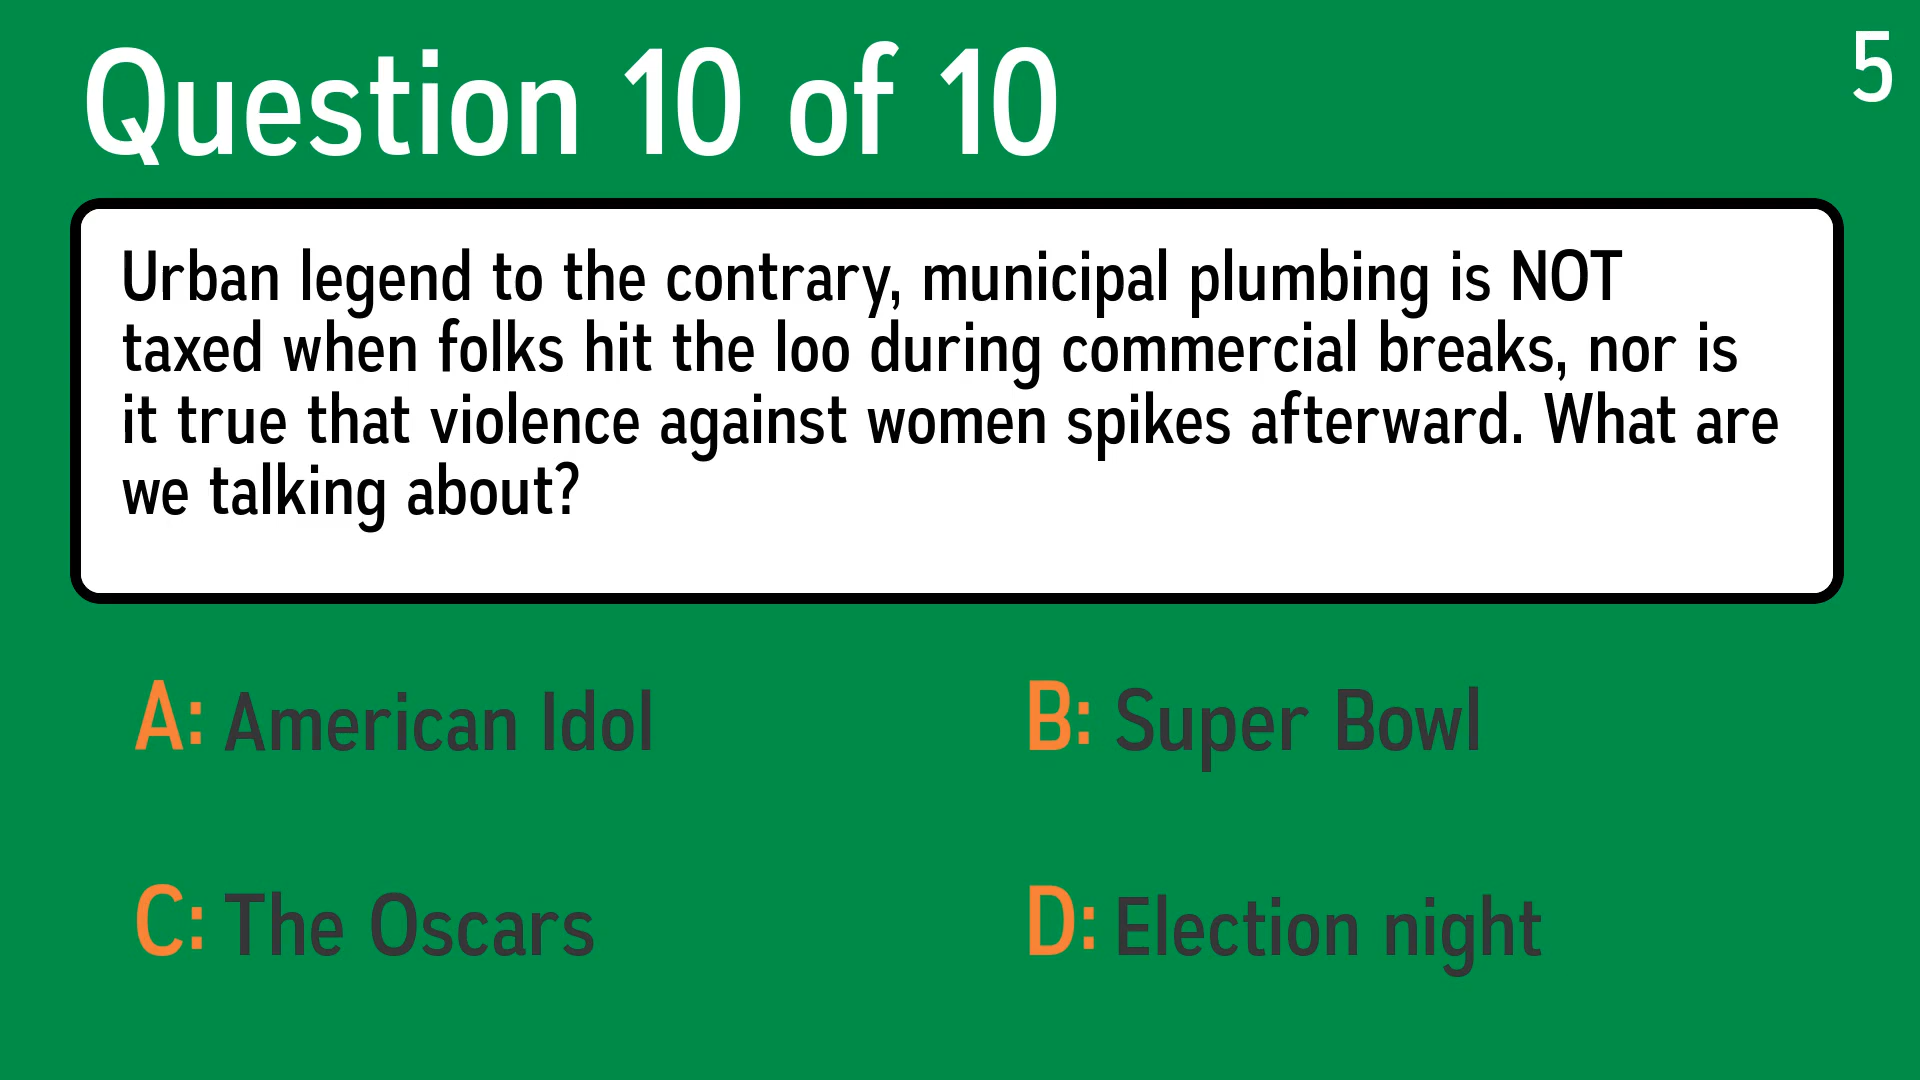 Question 10 of 10
5
Urban legend to the contrary, municipal plumbing is NOT
taxed when folks hit the loo during commercial breaks, nor is
it true that violence against women spikes afterward. What are
we talking about?
A: American Idol
B: Super Bowl
C: The Oscars
D: Election night